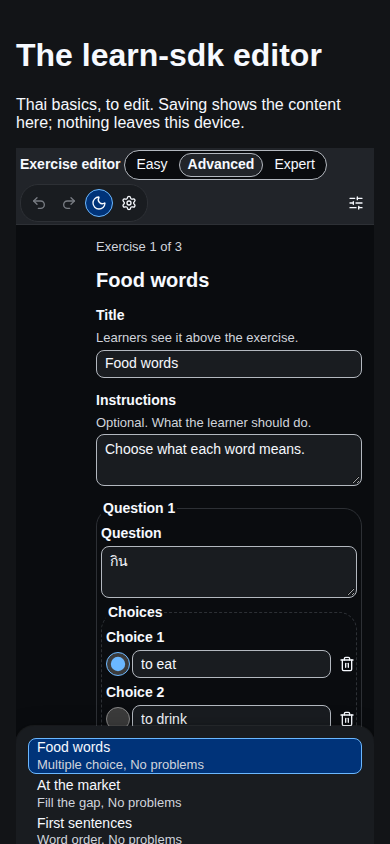 The learn-sdk editor
Thai basics, to edit. Saving shows the content
here; nothing leaves this device.
Exercise editor Easy Advanced Expert
Exercise 1 of 3
Food words
Title
Learners see it above the exercise.
Food words
Instructions
Optional. What the learner should do.
Choose what each word means.
Question 1
Question
กิน
Choices
Choice 1
to eat
Choice 2
to drink
Food words
Multiple choice, No problems
At the market
Fill the gap, No problems
First sentences
Word order, No problems